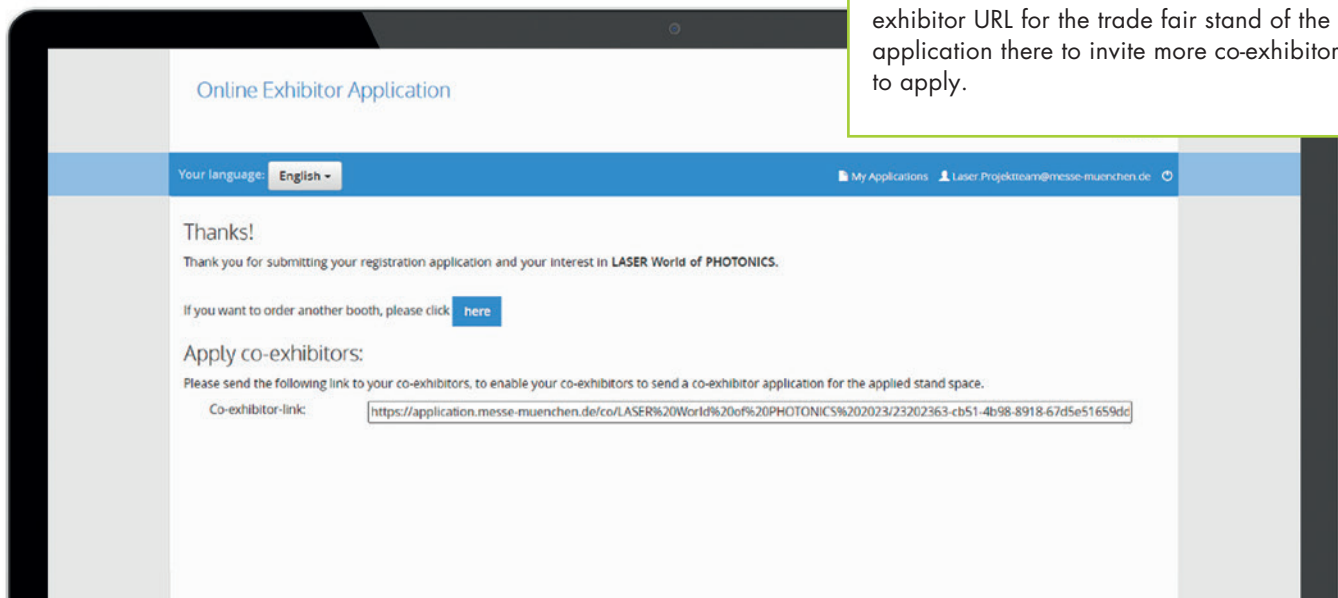 exhibitor URL for the trade fair stand of the
application there to invite more co-exhibitor
to apply.
Online Exhibitor Application
Your language: English
My Applications Laser.Projektteam@messe-muenchen.de
Thanks!
Thank you for submitting your registration application and your interest in LASER World of PHOTONICS.
If you want to order another booth, please click here
Apply co-exhibitors:
Please send the following link to your co-exhibitors, to enable your co-exhibitors to send a co-exhibitor application for the applied stand space.
Co-exhibitor-link: https://application.messe-muenchen.de/co/LASER%20World%20of%20PHOTONICS%202023/23202363-cb51-4b98-8918-67d5e51659dd